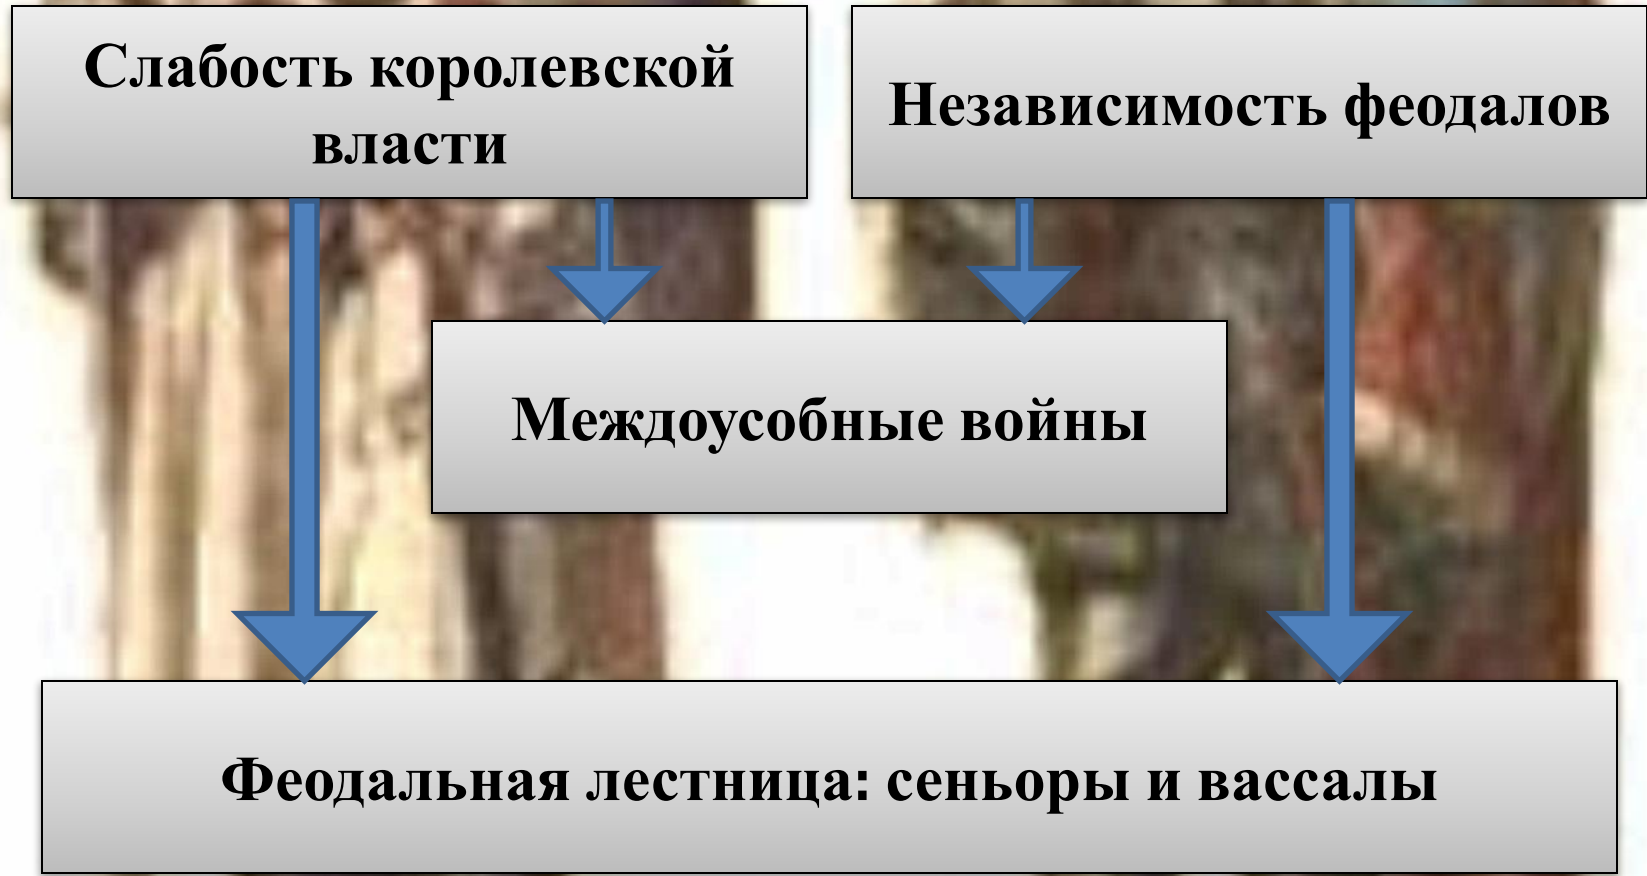 Слабость королевской
власти
Независимость феодалов
Междоусобные войны
Феодальная лестница: сеньоры и вассалы